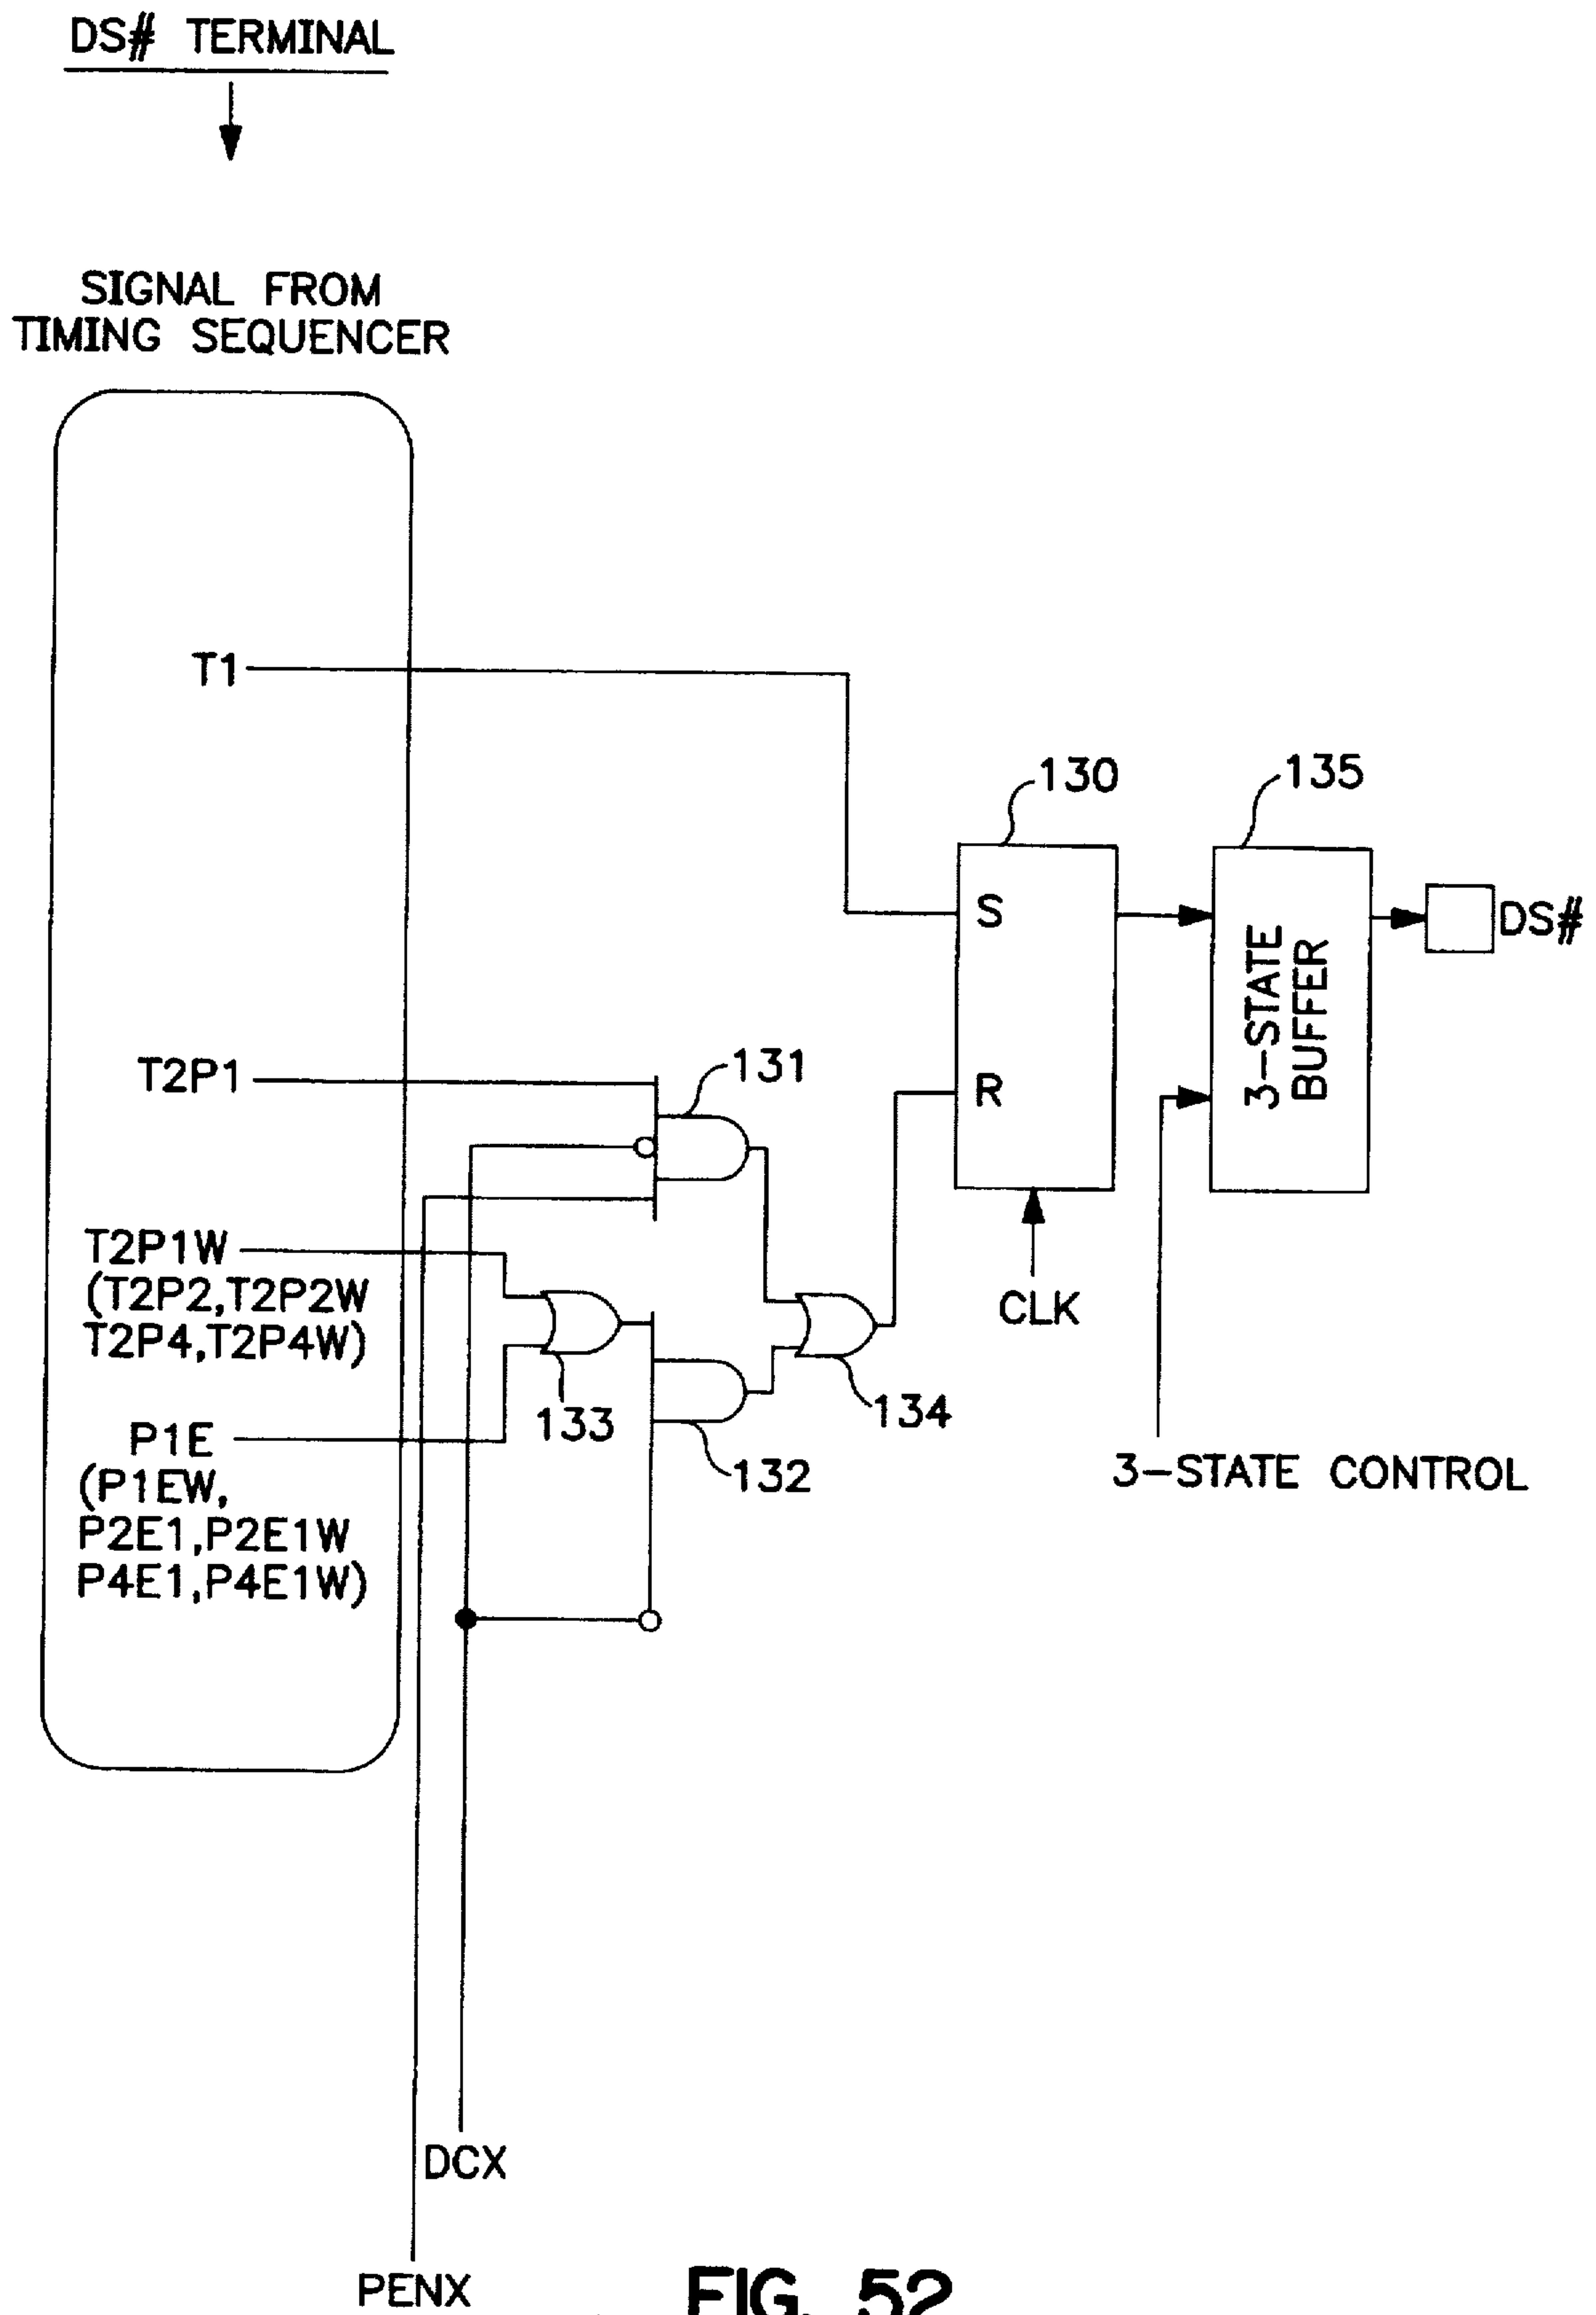 DS# TERMINAL
SIGNAL FROM
TIMING SEQUENCER
T1
130
135
S
DS#
3-STATE
BUFFER
T2P1
131
R
T2P1W
(T2P2,T2P2W
T2P4,T2P4W)
CLK
133
134
P1E
(P1EW,
P2E1,P2E1W
P4E1,P4E1W)
132
3-STATE CONTROL
DCX
PENX
FIG. 52